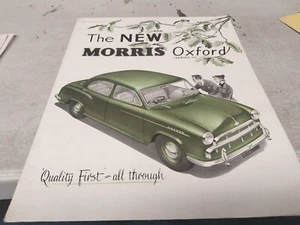 The NEW
MORRIS Oxford
"Quality First" - all through